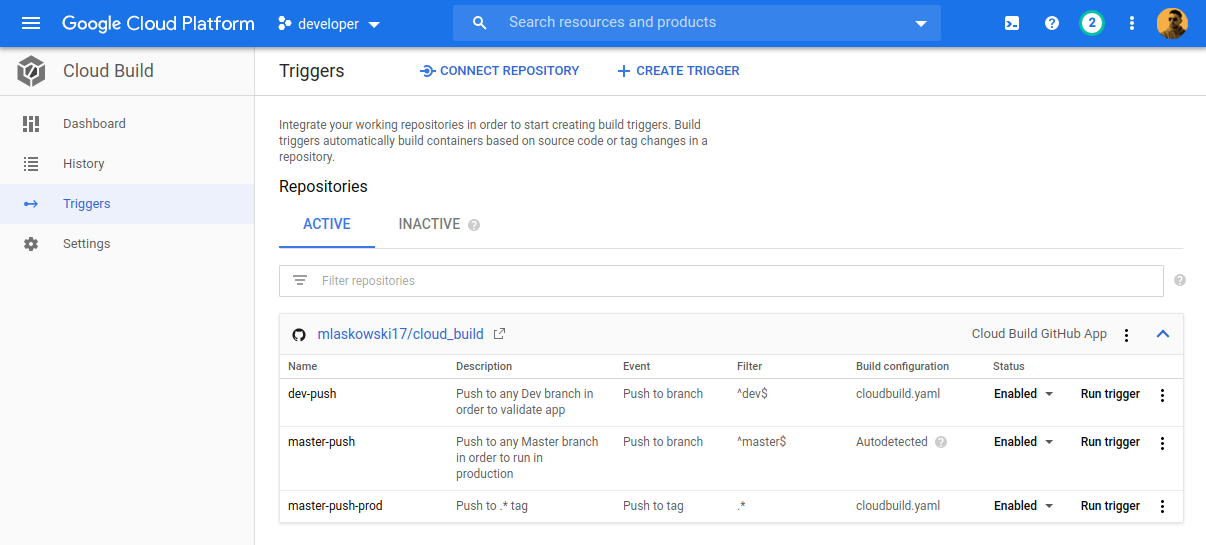 Google Cloud Platform
developer
Search resources and products
2
Cloud Build
Triggers
CONNECT REPOSITORY
CREATE TRIGGER
Dashboard
History
Triggers
Settings
Integrate your working repositories in order to start creating build triggers. Build
triggers automatically build containers based on source code or tag changes in a
repository.
Repositories
ACTIVE
INACTIVE
Filter repositories
mlaskowski17/cloud_build
Cloud Build GitHub App
Name Description Event Filter Build configuration Status
dev-push Push to any Dev branch in Push to branch ^dev$ cloudbuild.yaml Enabled Run trigger
order to validate app
master-push Push to any Master branch Push to branch ^master$ Autodetected Enabled Run trigger
in order to run in
production
master-push-prod Push to .* tag Push to tag .* cloudbuild.yaml Enabled Run trigger